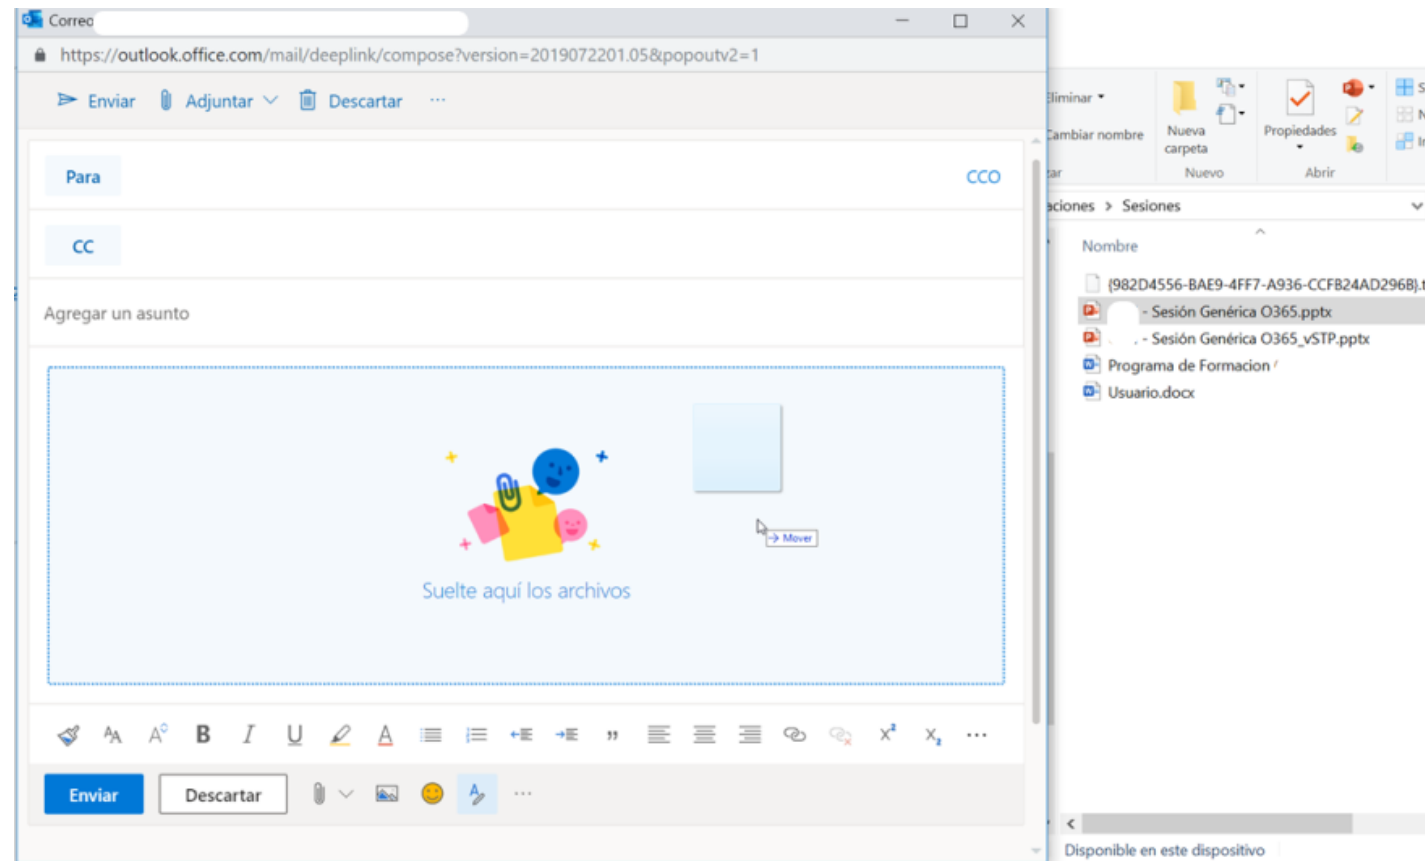 Correo
https://outlook.office.com/mail/deeplink/compose?version=2019072201.05&popoutv2=1
Enviar Adjuntar Descartar ...
Para CCO
CC
Agregar un asunto
Mover
Suelte aquí los archivos
Enviar Descartar
Eliminar
Cambiar nombre
Nueva carpeta
Propiedades
Nuevo Abrir
aciones > Sesiones
Nombre
{982D4556-BAE9-4FF7-A936-CCFB24AD296B}.t
- Sesión Genérica O365.pptx
- Sesión Genérica O365_vSTP.pptx
Programa de Formacion
Usuario.docx
Disponible en este dispositivo